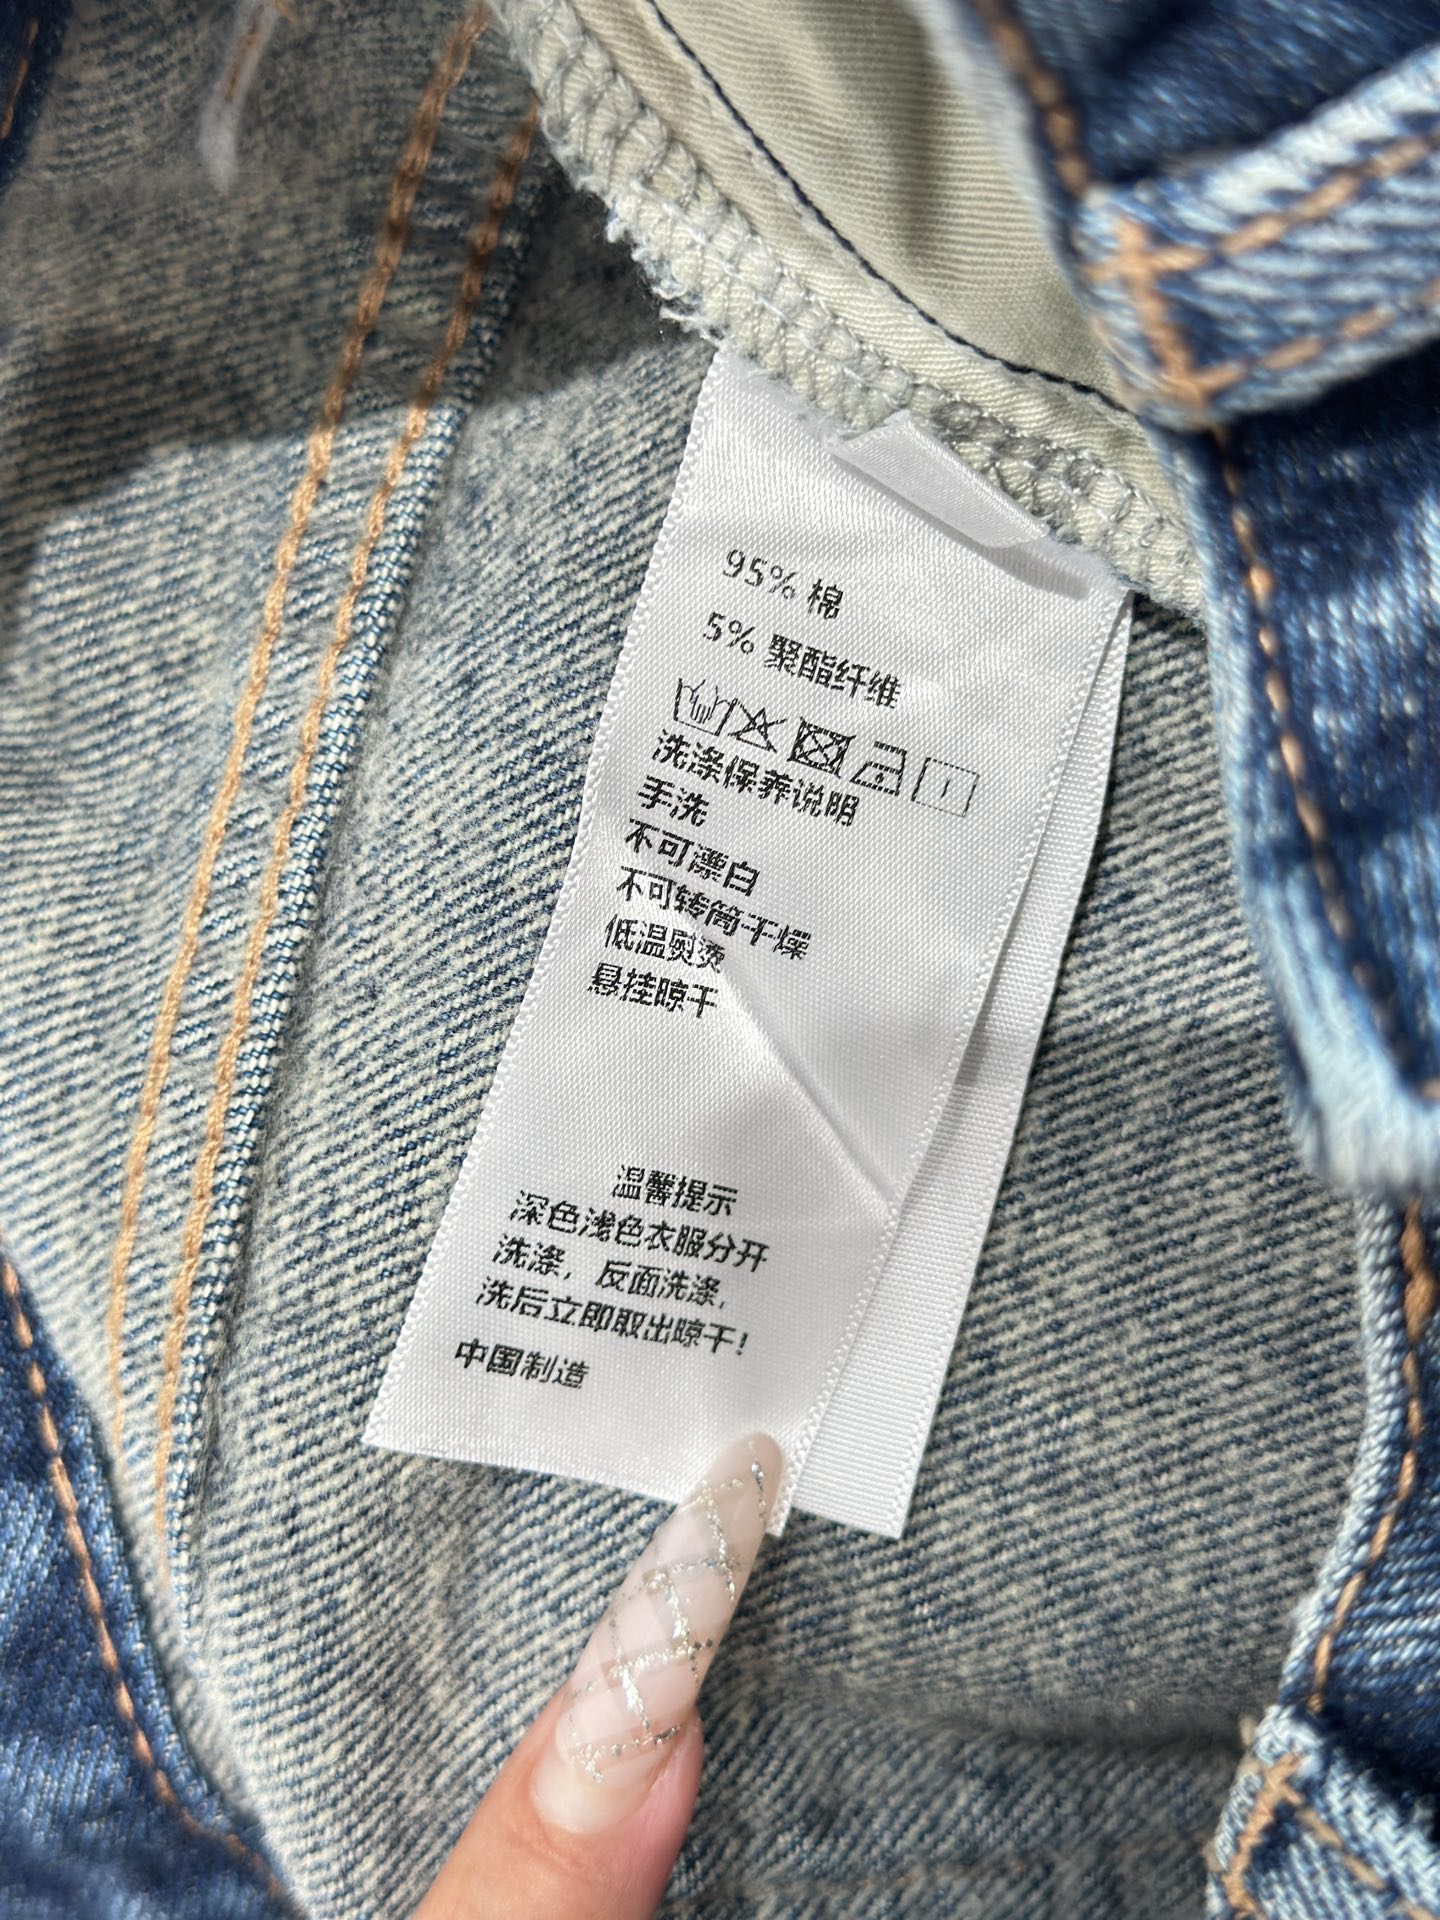 95% 棉
5% 聚酯纤维
洗涤保养说明
手洗
不可漂白
不可转筒干燥
低温熨烫
悬挂晾干
温馨提示
深色浅色衣服分开
洗涤，反面洗涤，
洗后立即取出晾干！
中国制造